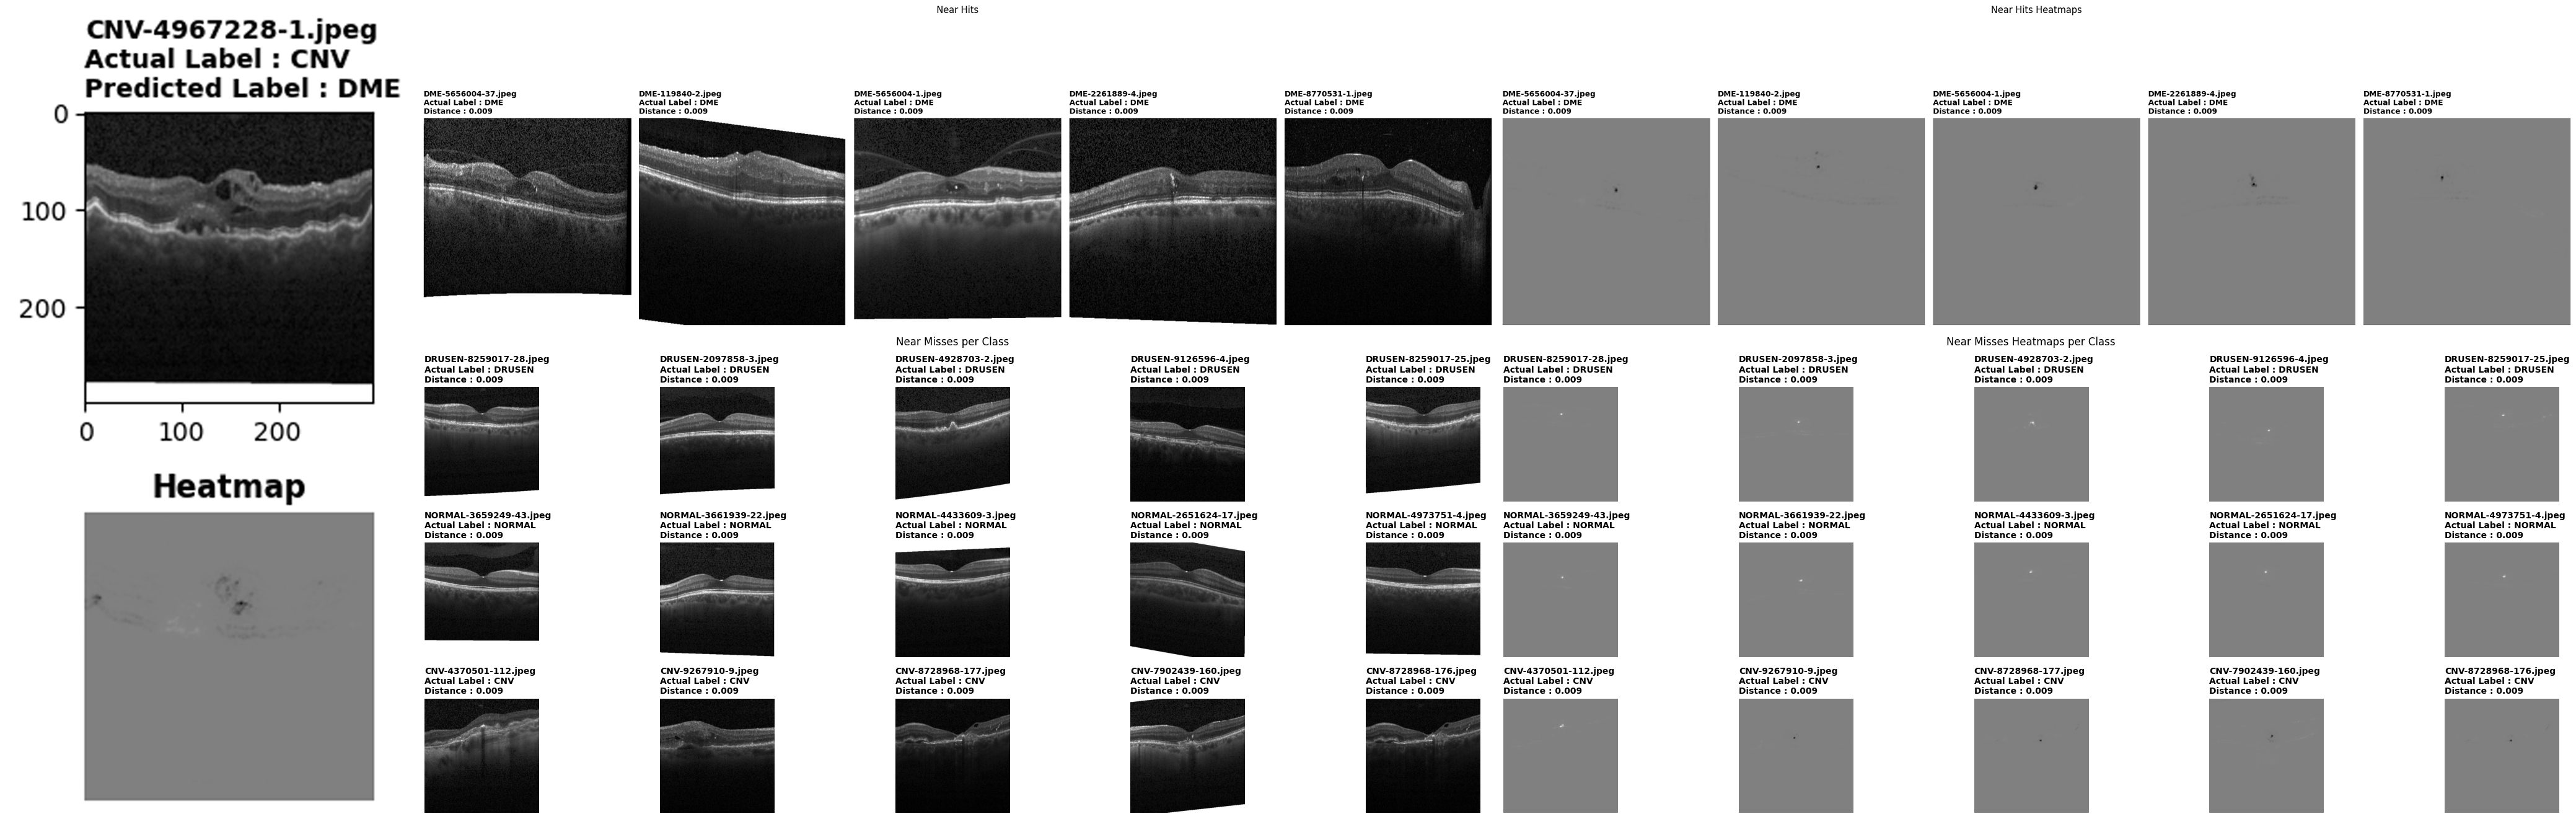 CNV-4967228-1.jpeg
Actual Label : CNV
Predicted Label : DME
0
100
200
0
100
200
Heatmap
Near Hits
DME-5656004-37.jpeg
Actual Label : DME
Distance : 0.009
DME-119840-2.jpeg
Actual Label : DME
Distance : 0.009
DME-5656004-1.jpeg
Actual Label : DME
Distance : 0.009
DME-2261889-4.jpeg
Actual Label : DME
Distance : 0.009
DME-8770531-1.jpeg
Actual Label : DME
Distance : 0.009
Near Hits Heatmaps
DME-5656004-37.jpeg
Actual Label : DME
Distance : 0.009
DME-119840-2.jpeg
Actual Label : DME
Distance : 0.009
DME-5656004-1.jpeg
Actual Label : DME
Distance : 0.009
DME-2261889-4.jpeg
Actual Label : DME
Distance : 0.009
DME-8770531-1.jpeg
Actual Label : DME
Distance : 0.009
Near Misses per Class
DRUSEN-8259017-28.jpeg
Actual Label : DRUSEN
Distance : 0.009
DRUSEN-2097858-3.jpeg
Actual Label : DRUSEN
Distance : 0.009
DRUSEN-4928703-2.jpeg
Actual Label : DRUSEN
Distance : 0.009
DRUSEN-9126596-4.jpeg
Actual Label : DRUSEN
Distance : 0.009
DRUSEN-8259017-25.jpeg
Actual Label : DRUSEN
Distance : 0.009
NORMAL-3659249-43.jpeg
Actual Label : NORMAL
Distance : 0.009
NORMAL-3661939-22.jpeg
Actual Label : NORMAL
Distance : 0.009
NORMAL-4433609-3.jpeg
Actual Label : NORMAL
Distance : 0.009
NORMAL-2651624-17.jpeg
Actual Label : NORMAL
Distance : 0.009
NORMAL-4973751-4.jpeg
Actual Label : NORMAL
Distance : 0.009
CNV-4370501-112.jpeg
Actual Label : CNV
Distance : 0.009
CNV-9267910-9.jpeg
Actual Label : CNV
Distance : 0.009
CNV-8728968-177.jpeg
Actual Label : CNV
Distance : 0.009
CNV-7902439-160.jpeg
Actual Label : CNV
Distance : 0.009
CNV-8728968-176.jpeg
Actual Label : CNV
Distance : 0.009
Near Misses Heatmaps per Class
DRUSEN-8259017-28.jpeg
Actual Label : DRUSEN
Distance : 0.009
DRUSEN-2097858-3.jpeg
Actual Label : DRUSEN
Distance : 0.009
DRUSEN-4928703-2.jpeg
Actual Label : DRUSEN
Distance : 0.009
DRUSEN-9126596-4.jpeg
Actual Label : DRUSEN
Distance : 0.009
DRUSEN-8259017-25.jpeg
Actual Label : DRUSEN
Distance : 0.009
NORMAL-3659249-43.jpeg
Actual Label : NORMAL
Distance : 0.009
NORMAL-3661939-22.jpeg
Actual Label : NORMAL
Distance : 0.009
NORMAL-4433609-3.jpeg
Actual Label : NORMAL
Distance : 0.009
NORMAL-2651624-17.jpeg
Actual Label : NORMAL
Distance : 0.009
NORMAL-4973751-4.jpeg
Actual Label : NORMAL
Distance : 0.009
CNV-4370501-112.jpeg
Actual Label : CNV
Distance : 0.009
CNV-9267910-9.jpeg
Actual Label : CNV
Distance : 0.009
CNV-8728968-177.jpeg
Actual Label : CNV
Distance : 0.009
CNV-7902439-160.jpeg
Actual Label : CNV
Distance : 0.009
CNV-8728968-176.jpeg
Actual Label : CNV
Distance : 0.009